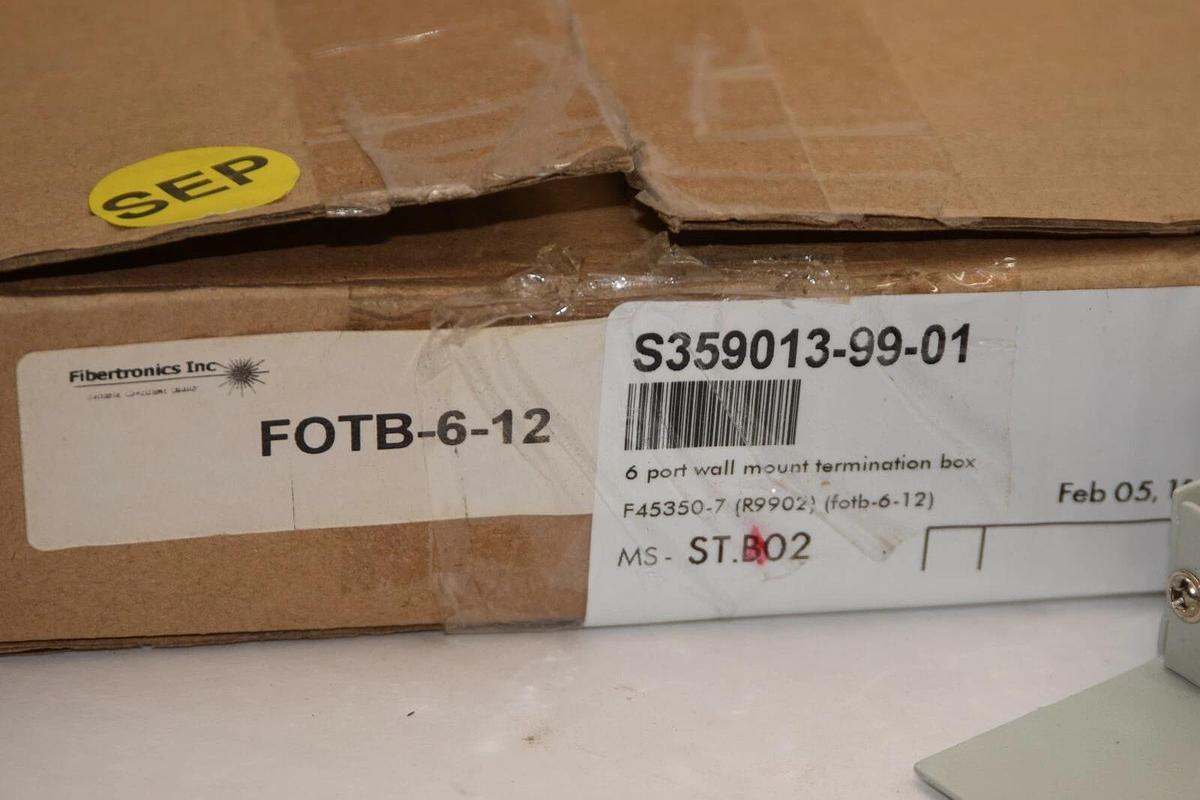 SEP
Fibertronics Inc
FOTB-6-12
S359013-99-01
6 port wall mount termination box
F45350-7 (R9902) (fotb-6-12)
Feb 05,
MS - ST.B02